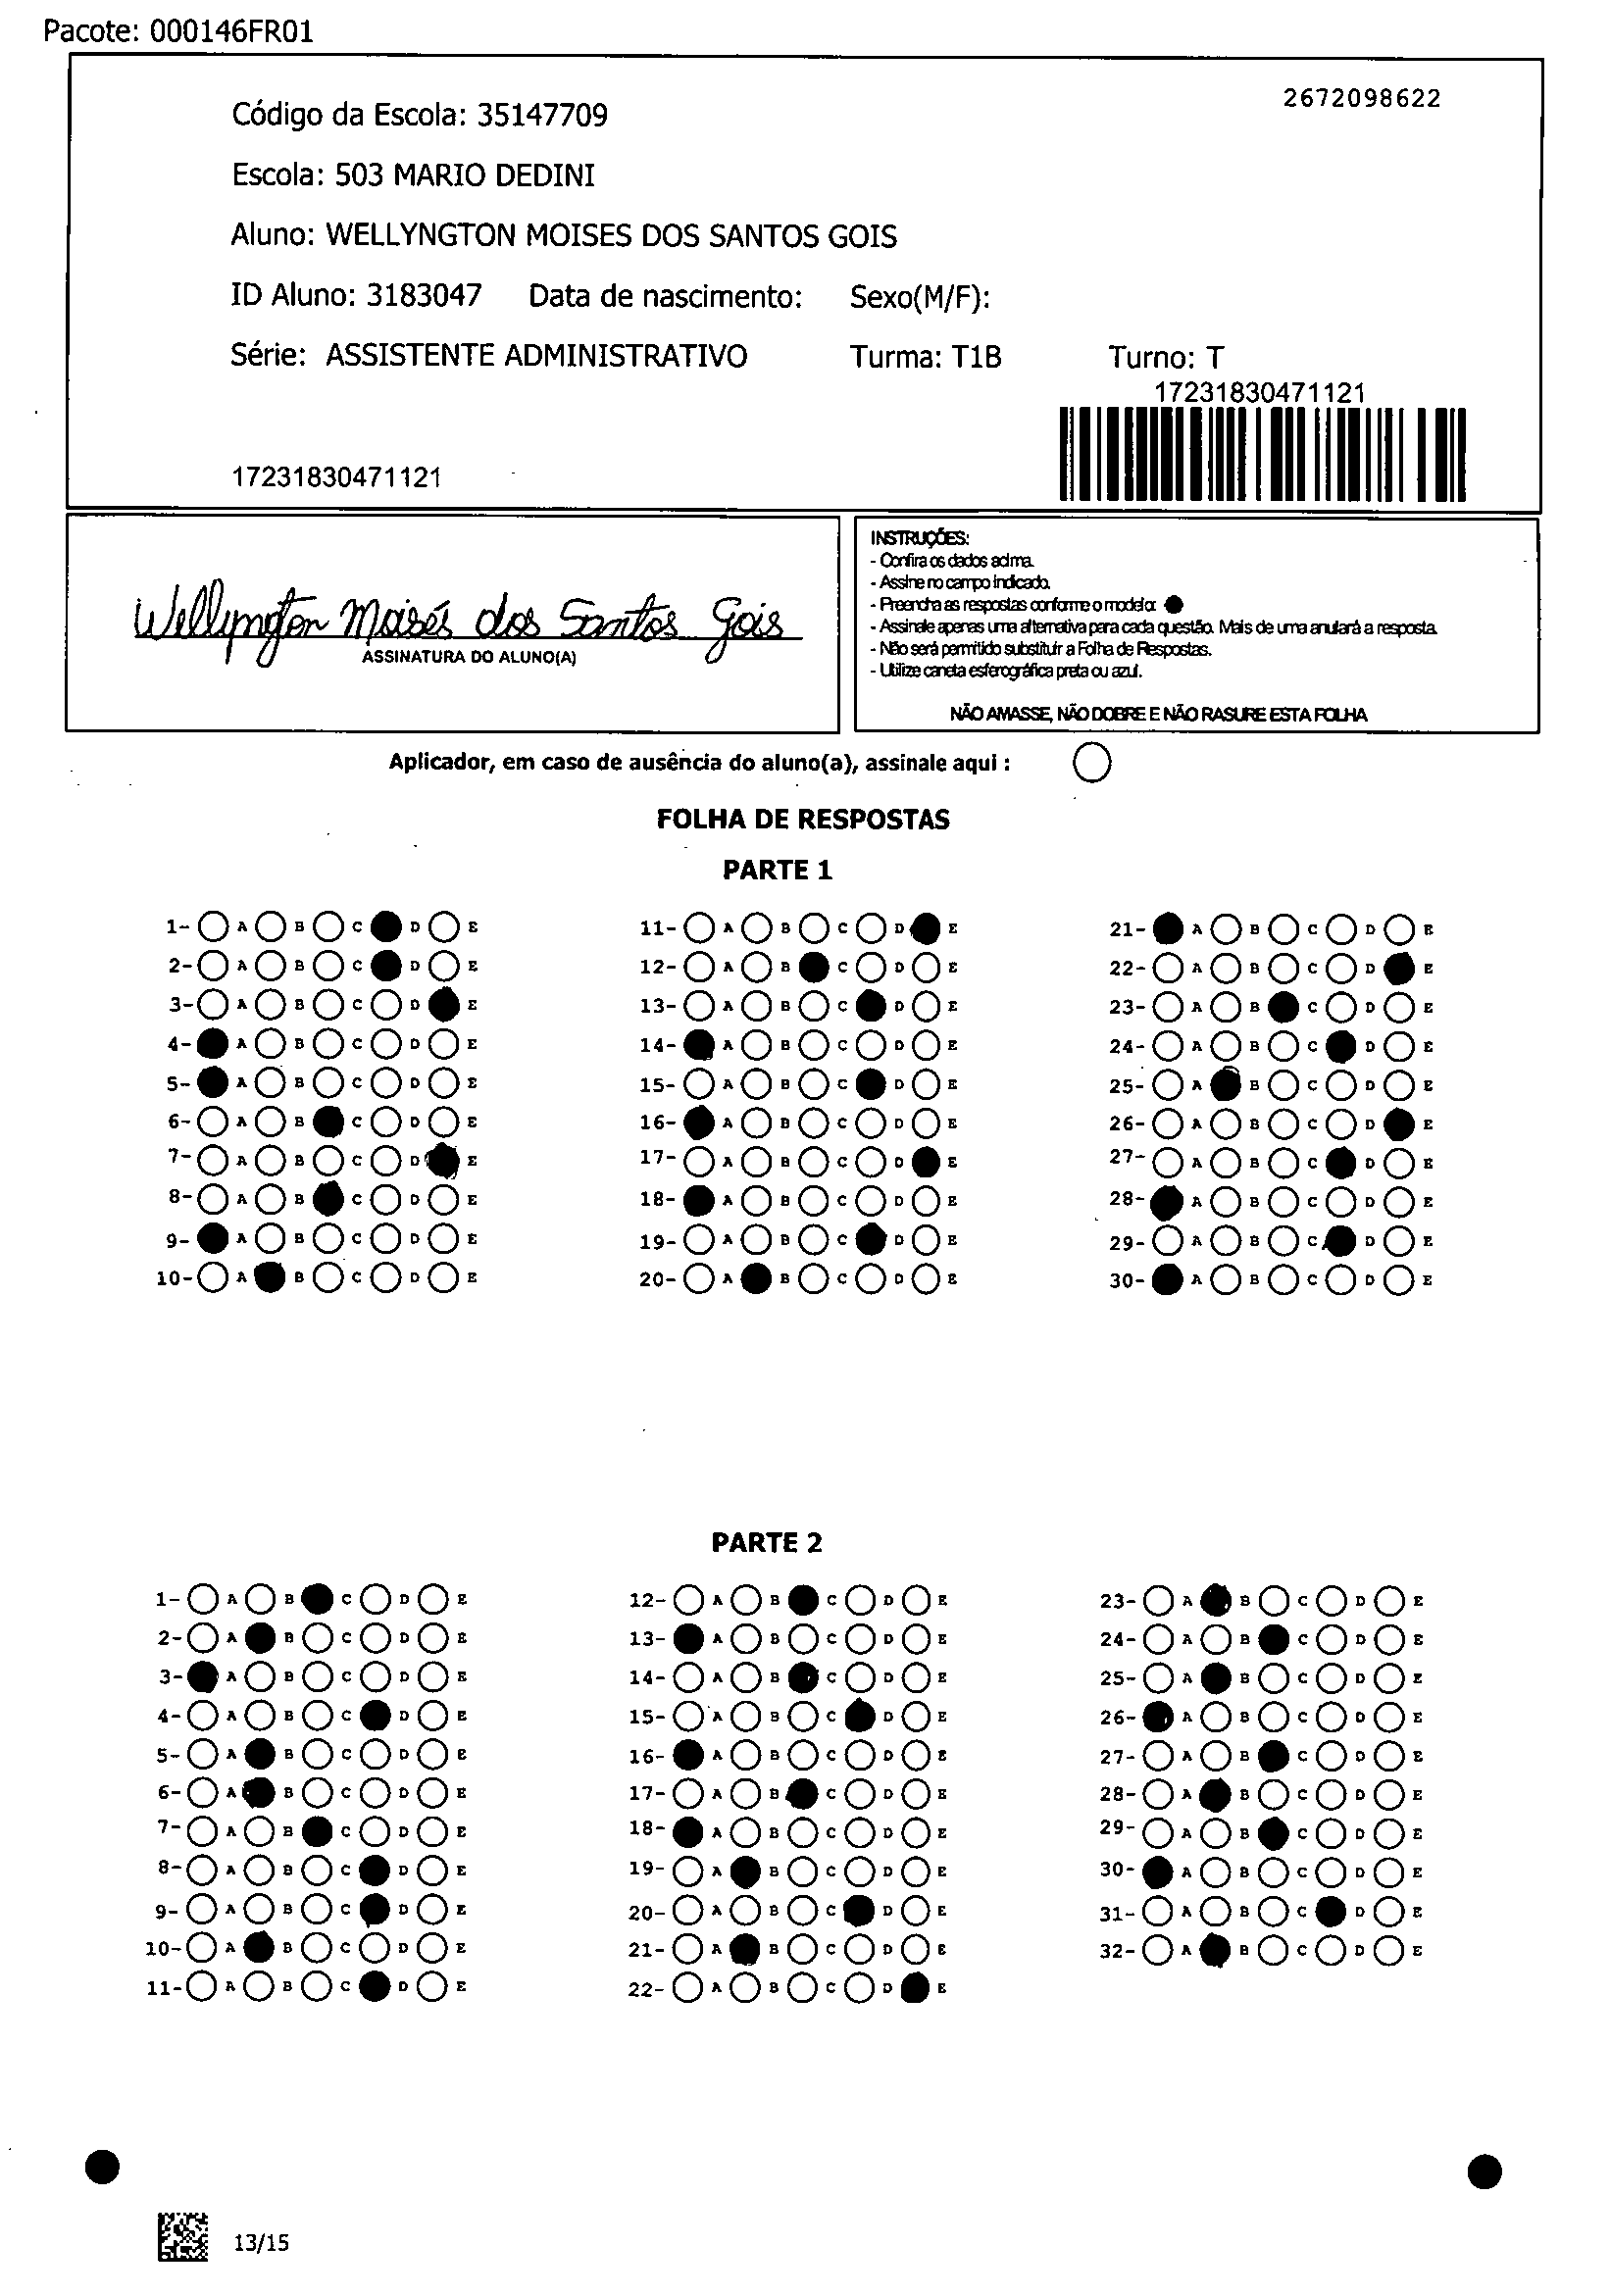 Pacote: 000146FR01
2672098622
Código da Escola: 35147709
Escola: 503 MARIO DEDINI
Aluno: WELLYNGTON MOISES DOS SANTOS GOIS
ID Aluno: 3183047 Data de nascimento: Sexo(M/F):
Série: ASSISTENTE ADMINISTRATIVO Turma: T1B Turno: T
17231830471121
17231830471121
Wellyngton Moisés dos Santos Gois
ASSINATURA DO ALUNO(A)
INSTRUÇÕES:
- Confira os dados acima.
- Assine no campo indicado.
- Preencha as respostas conforme o modelo:
- Assinale apenas uma alternativa para cada questão. Mais de uma anulará a resposta.
- Não será permitido substituir a Folha de Respostas.
- Utilize caneta esferográfica preta ou azul.
NÃO AMASSE, NÃO DOBRE E NÃO RASURE ESTA FOLHA
Aplicador, em caso de ausência do aluno(a), assinale aqui :
FOLHA DE RESPOSTAS
PARTE 1
1- A B C D E 11- A B C D E 21- A B C D E
2- A B C D E 12- A B C D E 22- A B C D E
3- A B C D E 13- A B C D E 23- A B C D E
4- A B C D E 14- A B C D E 24- A B C D E
5- A B C D E 15- A B C D E 25- A B C D E
6- A B C D E 16- A B C D E 26- A B C D E
7- A B C D E 17- A B C D E 27- A B C D E
8- A B C D E 18- A B C D E 28- A B C D E
9- A B C D E 19- A B C D E 29- A B C D E
10- A B C D E 20- A B C D E 30- A B C D E
PARTE 2
1- A B C D E 12- A B C D E 23- A B C D E
2- A B C D E 13- A B C D E 24- A B C D E
3- A B C D E 14- A B C D E 25- A B C D E
4- A B C D E 15- A B C D E 26- A B C D E
5- A B C D E 16- A B C D E 27- A B C D E
6- A B C D E 17- A B C D E 28- A B C D E
7- A B C D E 18- A B C D E 29- A B C D E
8- A B C D E 19- A B C D E 30- A B C D E
9- A B C D E 20- A B C D E 31- A B C D E
10- A B C D E 21- A B C D E 32- A B C D E
11- A B C D E 22- A B C D E
13/15